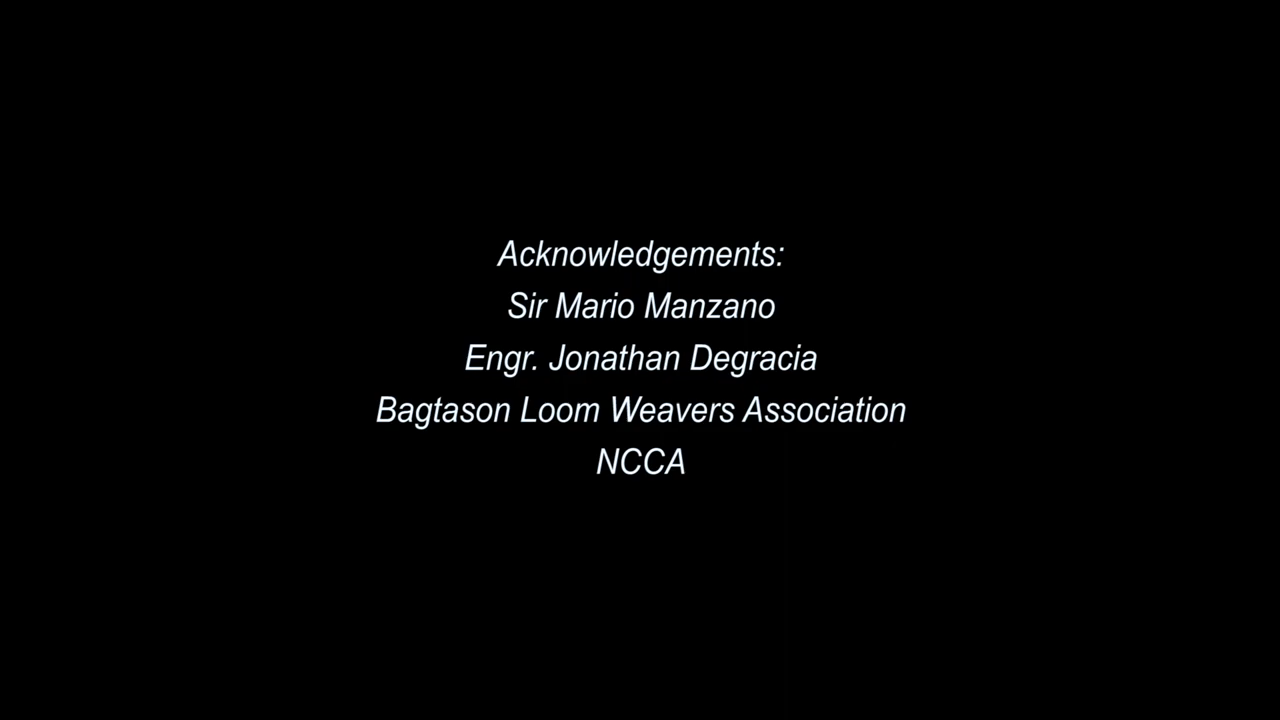 Acknowledgements:
Sir Mario Manzano
Engr. Jonathan Degracia
Bagtason Loom Weavers Association
NCCA